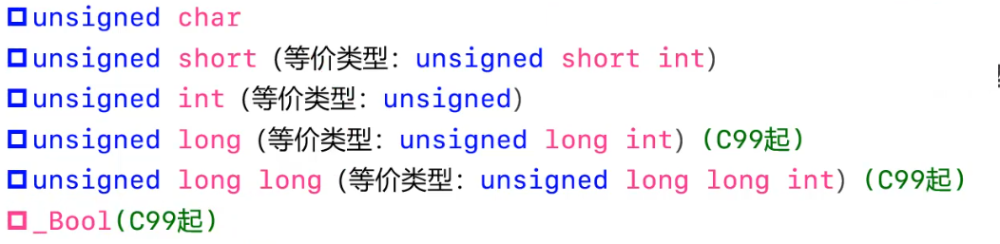 unsigned char
unsigned short (等价类型：unsigned short int)
unsigned int (等价类型：unsigned)
unsigned long (等价类型：unsigned long int) (C99起)
unsigned long long (等价类型：unsigned long long int) (C99起)
_Bool(C99起)